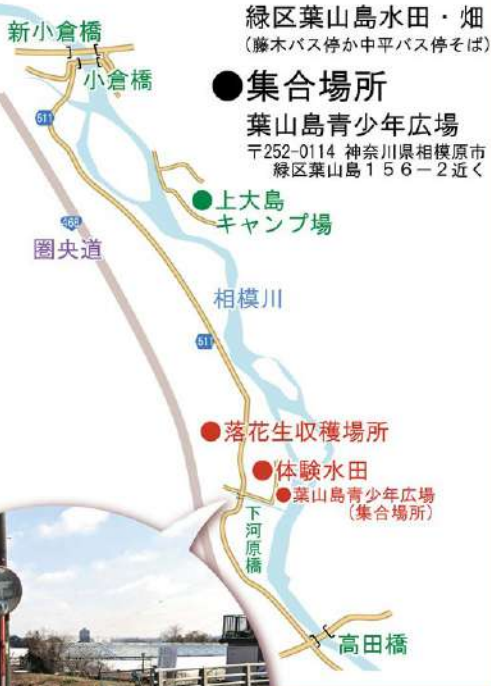 緑区葉山島水田・畑
(藤木バス停か中平バス停そば)
●集合場所
葉山島青少年広場
〒252-0114 神奈川県相模原市
緑区葉山島156-2近く
新小倉橋
小倉橋
511
●上大島
キャンプ場
468
圏央道
相模川
511
●落花生収穫場所
●体験水田
●葉山島青少年広場
(集合場所)
下河原橋
高田橋